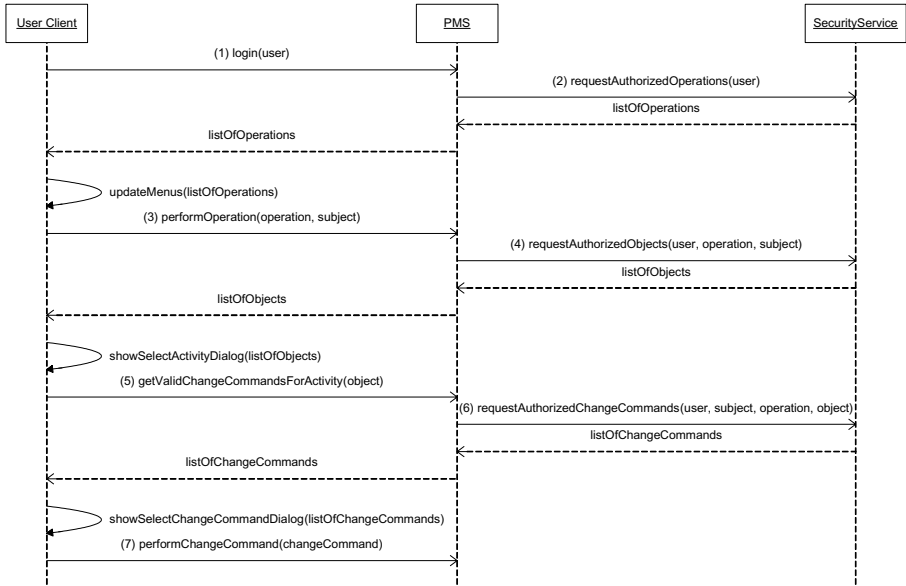 User Client
PMS
SecurityService
(1) login(user)
(2) requestAuthorizedOperations(user)
listOfOperations
listOfOperations
updateMenus(listOfOperations)
(3) performOperation(operation, subject)
(4) requestAuthorizedObjects(user, operation, subject)
listOfObjects
listOfObjects
showSelectActivityDialog(listOfObjects)
(5) getValidChangeCommandsForActivity(object)
(6) requestAuthorizedChangeCommands(user, subject, operation, object)
listOfChangeCommands
listOfChangeCommands
showSelectChangeCommandDialog(listOfChangeCommands)
(7) performChangeCommand(changeCommand)